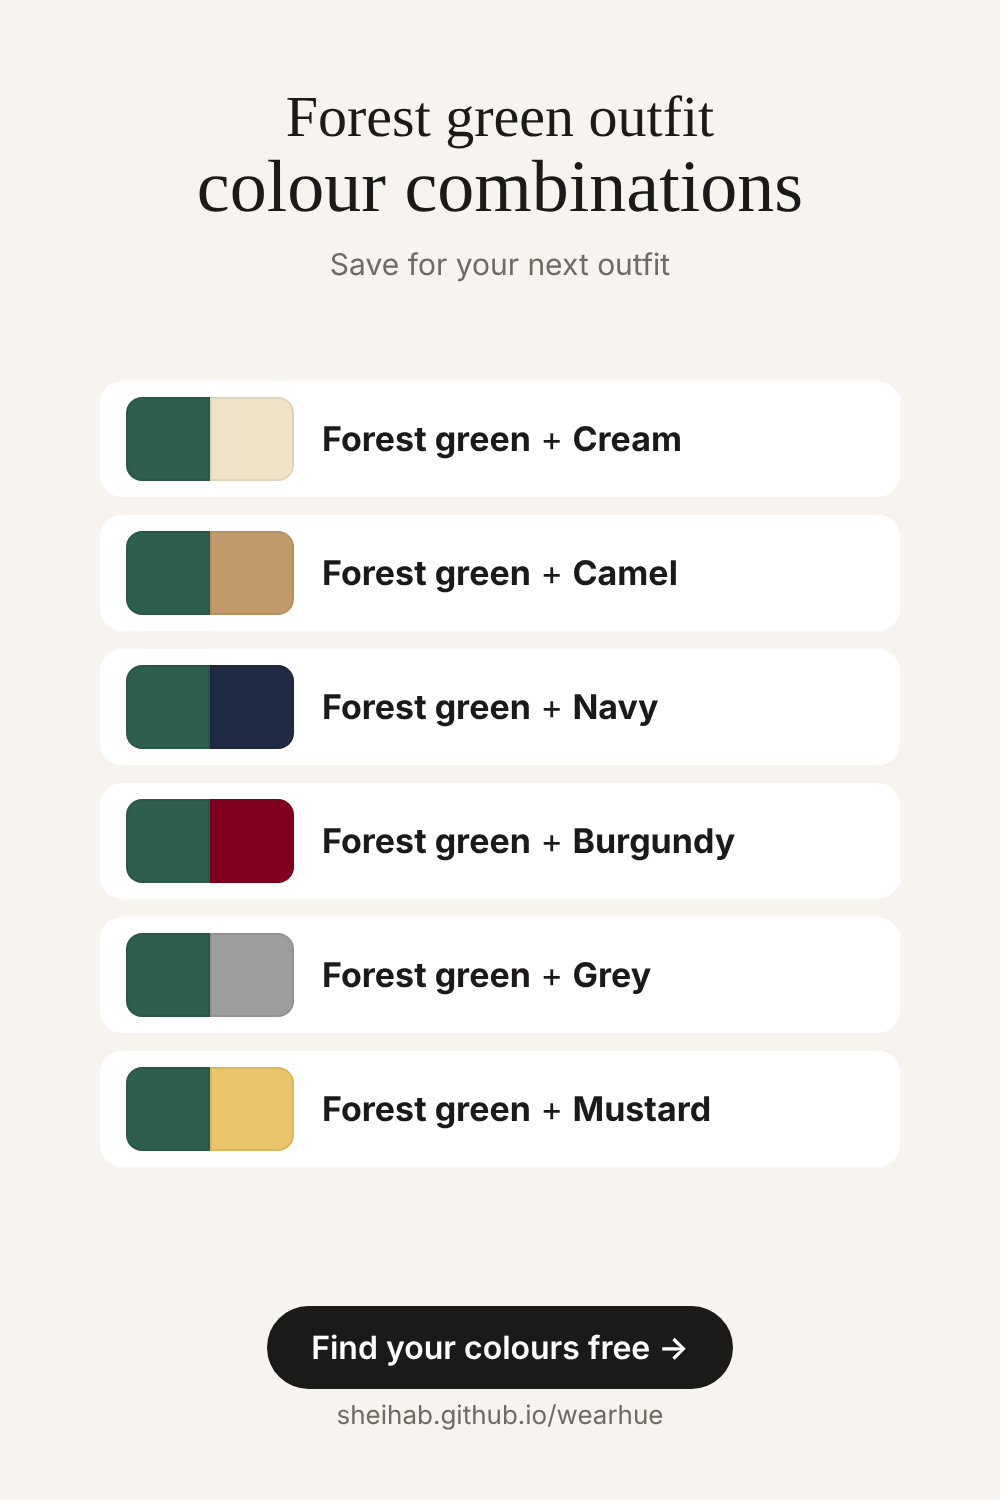 Forest green outfit
colour combinations
Save for your next outfit
Forest green + Cream
Forest green + Camel
Forest green + Navy
Forest green + Burgundy
Forest green + Grey
Forest green + Mustard
Find your colours free →
sheihab.github.io/wearhue